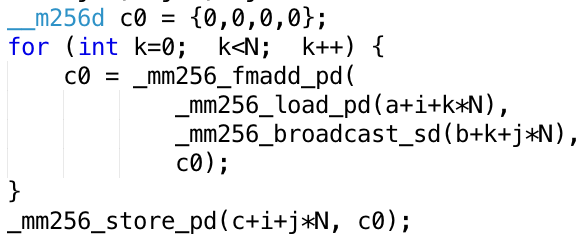 __m256d c0 = {0,0,0,0};
for (int k=0;  k<N;  k++) {
    c0 = _mm256_fmadd_pd(
            _mm256_load_pd(a+i+k*N),
            _mm256_broadcast_sd(b+k+j*N),
            c0);
}
_mm256_store_pd(c+i+j*N, c0);